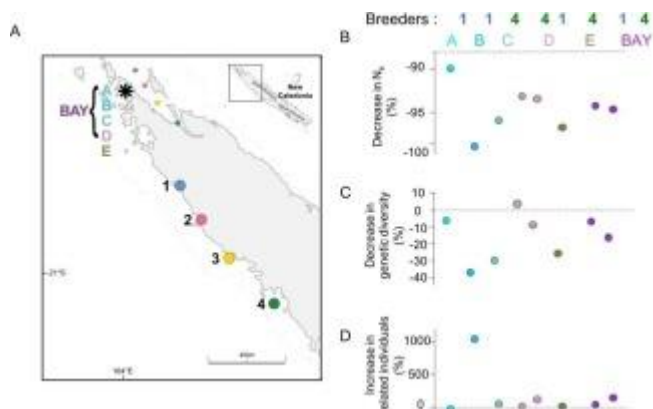 A
New
Caledonia
BAY
A
B
C
D
E
1
2
3
4
21°S
164°E
Breeders : 1 1 4 4 1 4 1 4
A B C D E BAY
B
Decrease in
(%)
-90
-95
-100
C
Decrease in
genetic diversity
(%)
10
0
-10
-20
-30
-40
D
Increase in
related individuals
(%)
1000
500
0